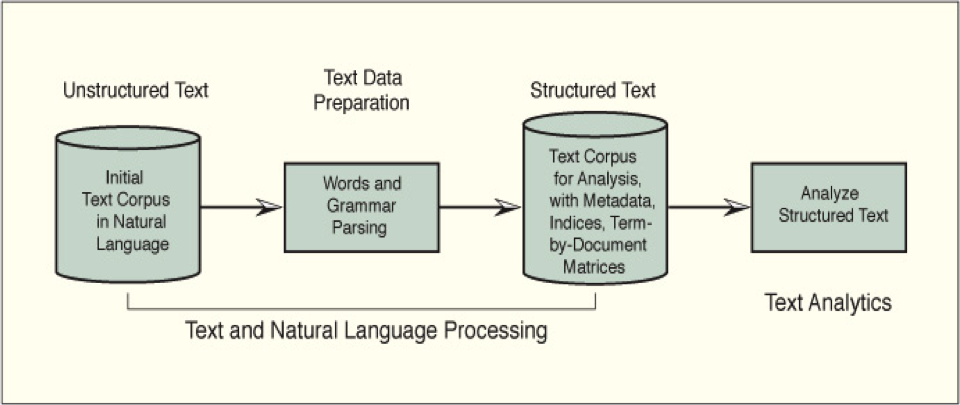 Unstructured Text
Text Data
Preparation
Structured Text
Initial
Text Corpus
in Natural
Language
Words and
Grammar
Parsing
Text Corpus
for Analysis,
with Metadata,
Indices, Term-
by-Document
Matrices
Analyze
Structured Text
Text and Natural Language Processing
Text Analytics